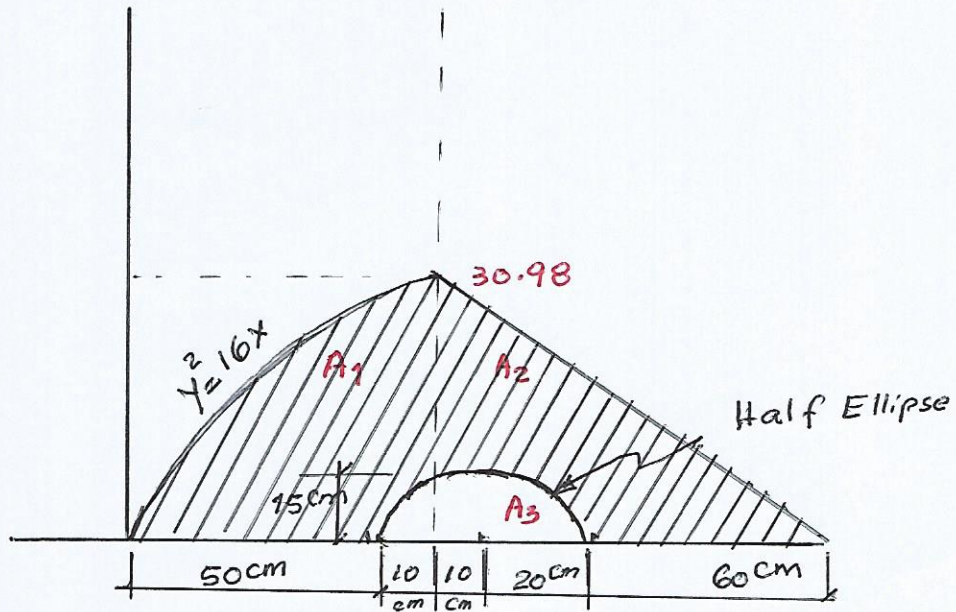 30.98
Y²=16X
A1
A2
Half Ellipse
15cm
A3
50cm
10 cm
10 cm
20cm
60cm